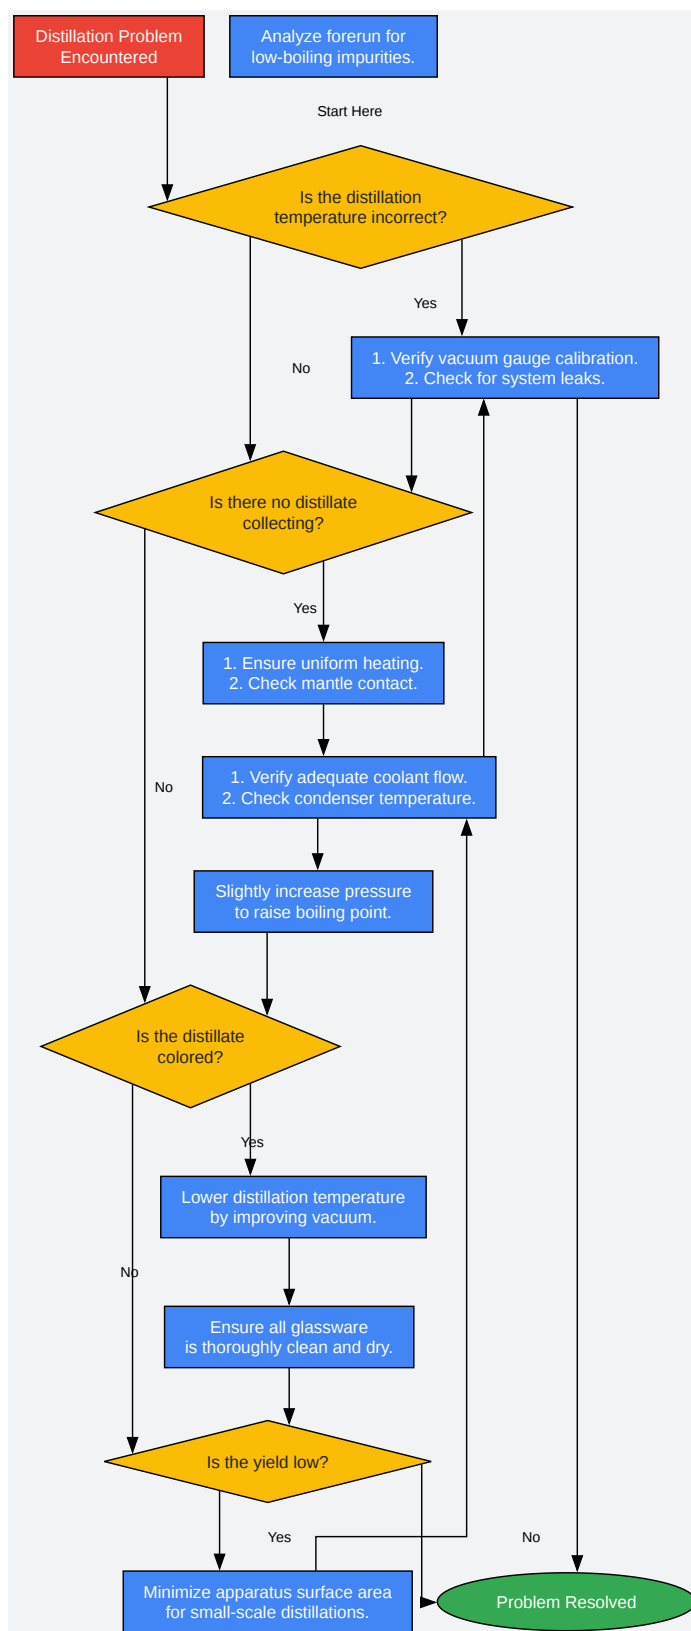 Distillation Problem
Encountered
Analyze forerun for
low-boiling impurities.
Start Here
Is the distillation
temperature incorrect?
Yes
1. Verify vacuum gauge calibration.
2. Check for system leaks.
No
Is there no distillate
collecting?
Yes
1. Ensure uniform heating.
2. Check mantle contact.
1. Verify adequate coolant flow.
2. Check condenser temperature.
No
Slightly increase pressure
to raise boiling point.
Is the distillate
colored?
Yes
Lower distillation temperature
by improving vacuum.
No
Ensure all glassware
is thoroughly clean and dry.
Is the yield low?
Yes
No
Minimize apparatus surface area
for small-scale distillations.
Problem Resolved